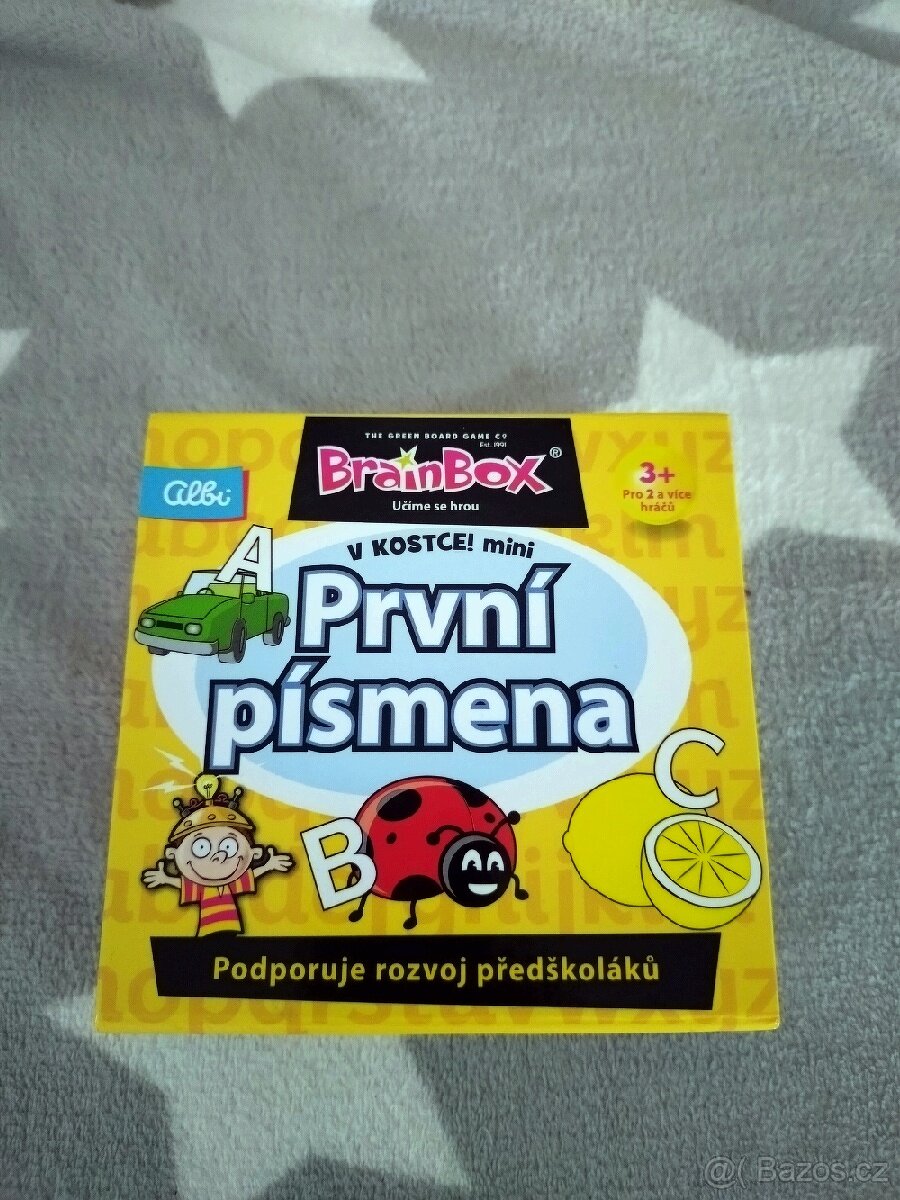 THE GREEN BOARD GAME CO
Est. 1991
BrainBox®
Učíme se hrou
Albi
3+
Pro 2 a více
hráčů
V KOSTCE! mini
A
První
písmena
B
C
Podporuje rozvoj předškoláků
@( Bazos.cz